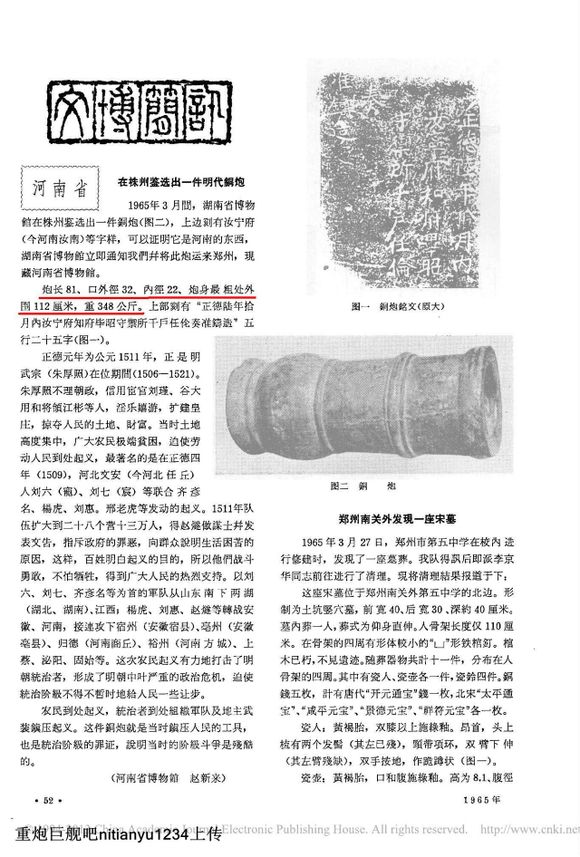 文博簡訊
河南省
在株州鉴选出一件明代銅炮
1965年3月間，湖南省博物
館在株州鉴选出一件銅炮(图二)，上边刻有汝宁府
(今河南汝南)等字样，可以証明它是河南的东西，
湖南省博物館立即通知我們幷将此炮运来郑州，現
藏河南省博物館。
炮长81、口外徑32、內徑22、炮身最粗处外
圍112厘米，重348公斤。上部刻有“正德陆年拾
月內汝宁府知府毕昭守禦所千戶任伦奏准鑄造”五
行二十五字(图一)。
正德元年为公元1511年，正是明
武宗（朱厚照)在位期間(1506—1521)。
朱厚照不理朝政，信用宦官刘瑾、谷大
用和将領江彬等人，淫乐嬉游，扩建皇
庄，掠夺人民的土地、財富。当时土地
高度集中，广大农民极端貧困，迫使劳
动人民到处起义，最著名的是在正德四
年（1509)，河北文安（今河北任丘）
人刘六（寵）、刘七（宸）等联合齐彦
名、楊虎、刘惠。邢老虎等发动的起义。1511年队
伍扩大到二十八个营十三万人，得赵燧做謀士幷发
表文告，指斥政府的罪恶，向群众說明生活困苦的
原因，这样，百姓明白起义的目的，所以他們战斗
勇敢，不怕牺牲，得到广大人民的热烈支持。以刘
六、刘七、齐彥名等为首的軍队从山东南下两湖
(湖北、湖南)、江西；楊虎、刘惠、赵燧等轉战安
徽、河南，接連攻下宿州（安徽宿县)、亳州（安徽
亳县）、归德（河南商丘）、裕州（河南方城）、上
蔡、泌阳、固始等。这次农民起义有力地打击了明
朝統治者，形成了明朝中叶严重的政治危机，迫使
統治阶級不得不暫时地給人民一些让步。
农民到处起义，統治者到处組織軍队及地主武
装鎮压起义。这件銅炮就是当时鎮压人民的工具，
也是統治阶級的罪証，說明当时的阶級斗爭是殘酷
的。
（河南省博物館　赵新来）
图一　銅炮銘文(原大)
图二　銅　炮
郑州南关外发現一座宋墓
1965年3月27日，郑州市第五中学在校內进
行修建时，发現了一座墓葬。我队得訊后即派李京
华同志前往进行了清理。現将清理結果报道于下：
这座宋墓位于郑州南关外第五中学的北边。形
制为土坑竪穴墓，前寬40、后寬30、深約40厘米。
墓內葬一人，葬式为仰身直伸。人骨架长度仅110厘
米。在骨架的四周有形体較小的“凵”形铁棺釘。棺
木已朽，不見遺迹。随葬器物共計十一件，分布在人
骨架的四周。其中有瓷人、瓷壶各一件，瓷鈴四件。銅
錢五枚，計有唐代“开元通宝”錢一枚，北宋“太平通
宝”、“咸平元宝”、“景德元宝”、“祥符元宝”各一枚。
瓷人：黃褐胎，双膝以上施綠釉。昂首，头上
梳有两个发髻（其左已殘），頸带项环，双臂下伸
(其左臂殘缺)，双手按地，作跪蹲状（图一)。
瓷壶：黃褐胎，口和腹施綠釉。高为8.1、腹徑
· 52 ·
1965年
China Academic Journal Electronic Publishing House. All rights reserved. http://www.cnki.net
重炮巨舰吧nitianyu1234上传